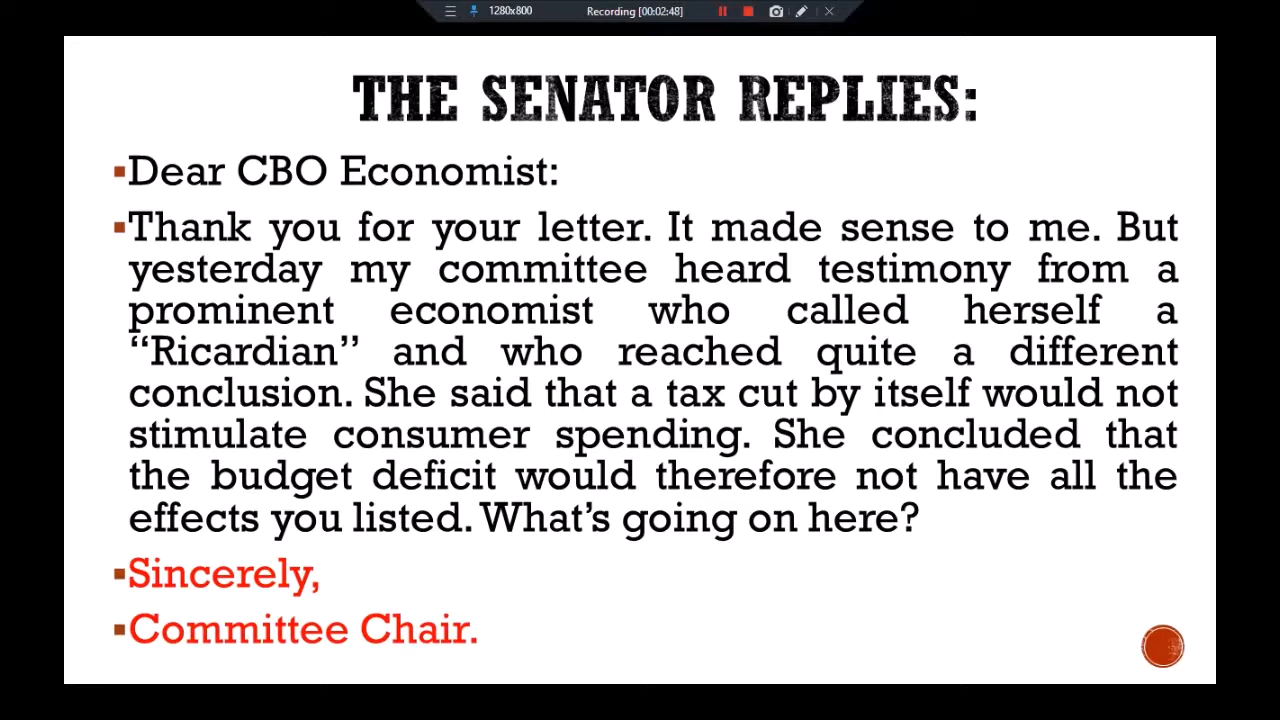 1280x800 Recording [00:02:48]
THE SENATOR REPLIES:
Dear CBO Economist:
Thank you for your letter. It made sense to me. But
yesterday my committee heard testimony from a
prominent economist who called herself a
“Ricardian” and who reached quite a different
conclusion. She said that a tax cut by itself would not
stimulate consumer spending. She concluded that
the budget deficit would therefore not have all the
effects you listed. What’s going on here?
Sincerely,
Committee Chair.